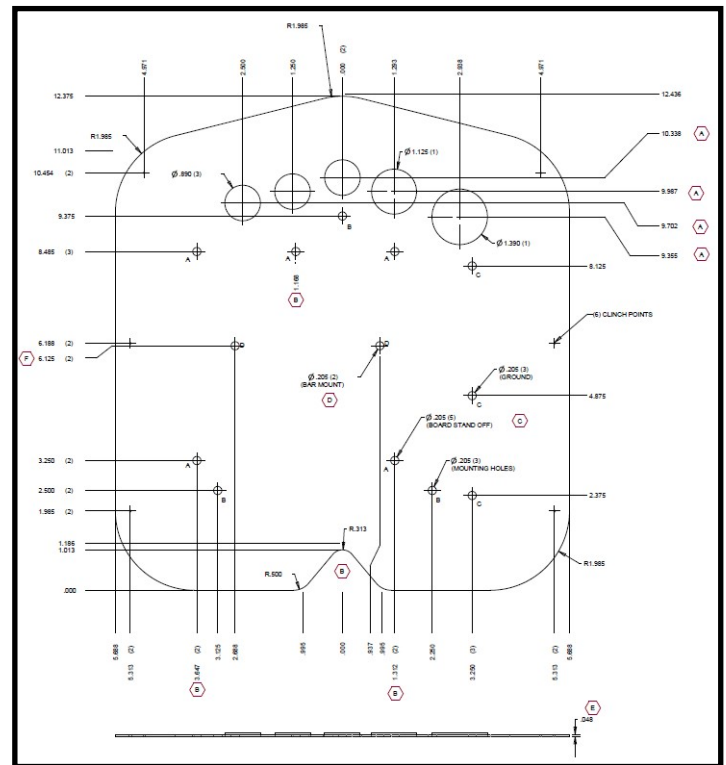 R1.985
4.971
2.500
1.250
.000 (2)
1.293
2.938
4.971
12.375
12.436
R1.985
11.013
10.338 A
Ø1.125 (1)
10.454 (2)
Ø.890 (3)
9.987 A
9.375
B
9.702 A
Ø1.390 (1)
8.485 (3)
A
A
A
9.355 A
C
8.125
1.168
B
6.188 (2)
(6) CLINCH POINTS
F 6.125 (2)
D
D
Ø.205 (2)
(BAR MOUNT)
D
Ø.205 (3)
(GROUND)
4.875
C
C
Ø.205 (5)
(BOARD STAND OFF)
3.250 (2)
A
A
Ø.205 (3)
(MOUNTING HOLES)
2.500 (2)
B
B
C
2.375
1.985 (2)
R.313
1.185
1.013
B
R1.985
R.500
.000
5.688
5.313 (2)
3.647 (2)
B
3.125
2.688
.995
.000
.937
.995
1.312 (2)
B
2.250
3.250 (3)
5.313 (2)
5.688
E
.048